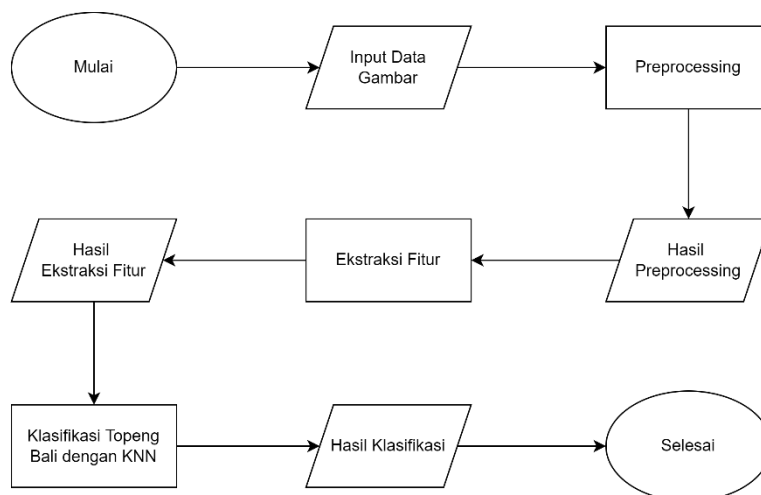 Mulai
Input Data
Gambar
Preprocessing
Hasil
Preprocessing
Ekstraksi Fitur
Hasil
Ekstraksi Fitur
Klasifikasi Topeng
Bali dengan KNN
Hasil Klasifikasi
Selesai